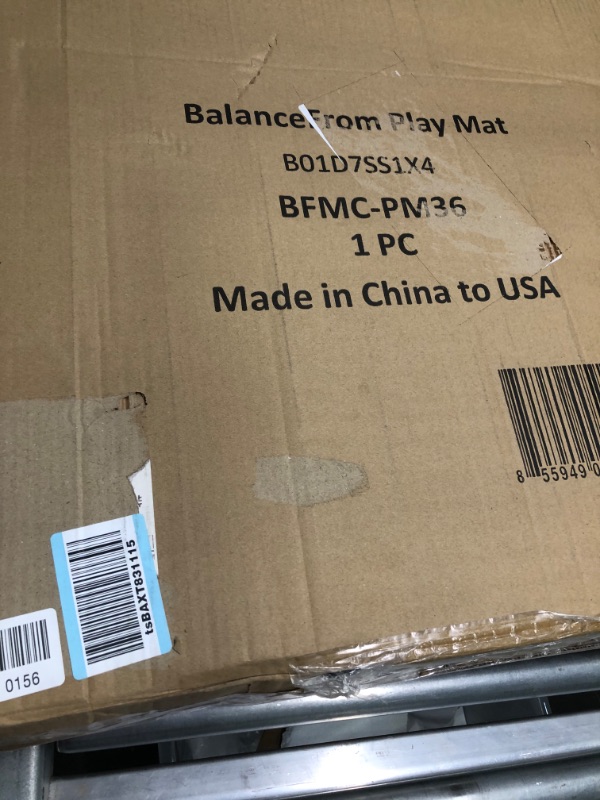 BalanceFrom Play Mat
B01D7SS1X4
BFMC-PM36
1 PC
Made in China to USA
8 55949 0
tsBAXT831115
0156